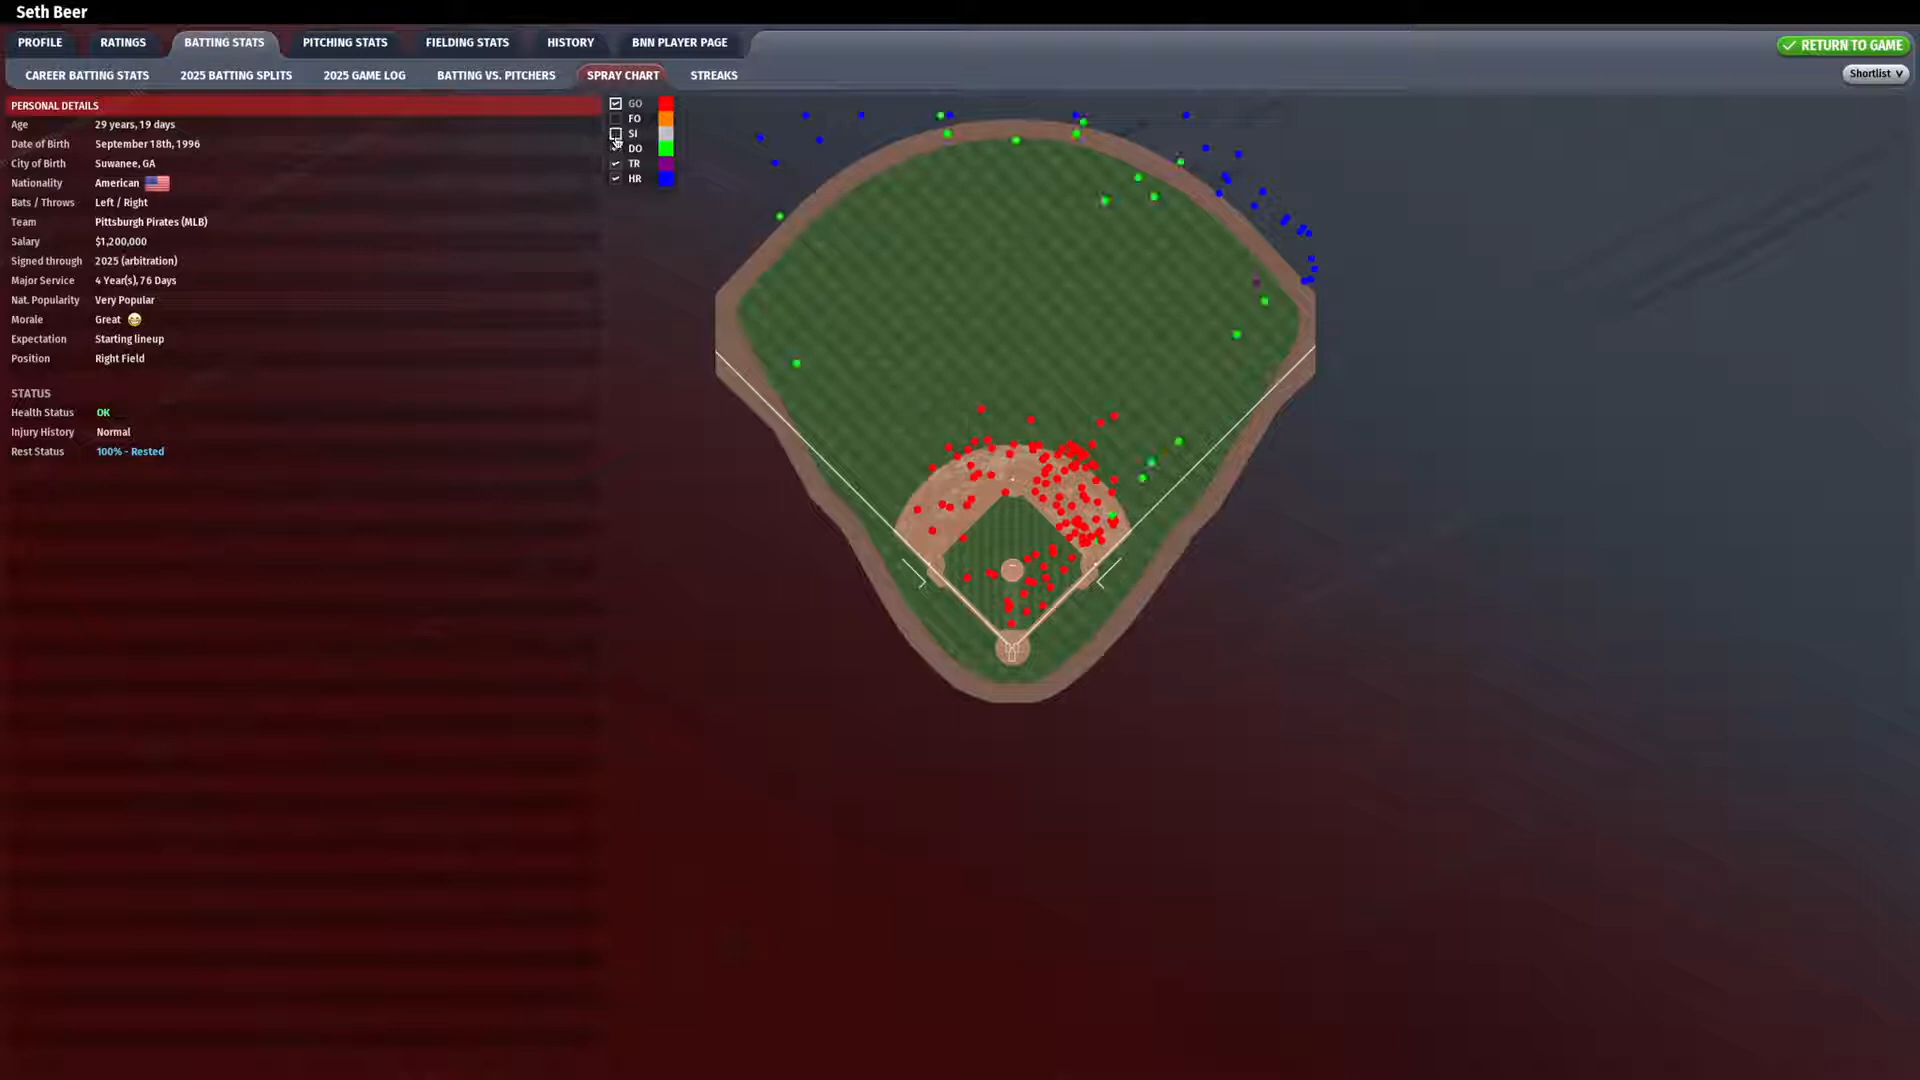 Seth Beer
PROFILE RATINGS BATTING STATS PITCHING STATS FIELDING STATS HISTORY BNN PLAYER PAGE
RETURN TO GAME
CAREER BATTING STATS 2025 BATTING SPLITS 2025 GAME LOG BATTING VS. PITCHERS SPRAY CHART STREAKS
Shortlist V
PERSONAL DETAILS
Age 29 years, 19 days
Date of Birth September 18th, 1996
City of Birth Suwanee, GA
Nationality American
Bats / Throws Left / Right
Team Pittsburgh Pirates (MLB)
Salary $1,200,000
Signed through 2025 (arbitration)
Major Service 4 Year(s), 76 Days
Nat. Popularity Very Popular
Morale Great
Expectation Starting lineup
Position Right Field
STATUS
Health Status OK
Injury History Normal
Rest Status 100% - Rested
GO
FO
SI
DO
TR
HR